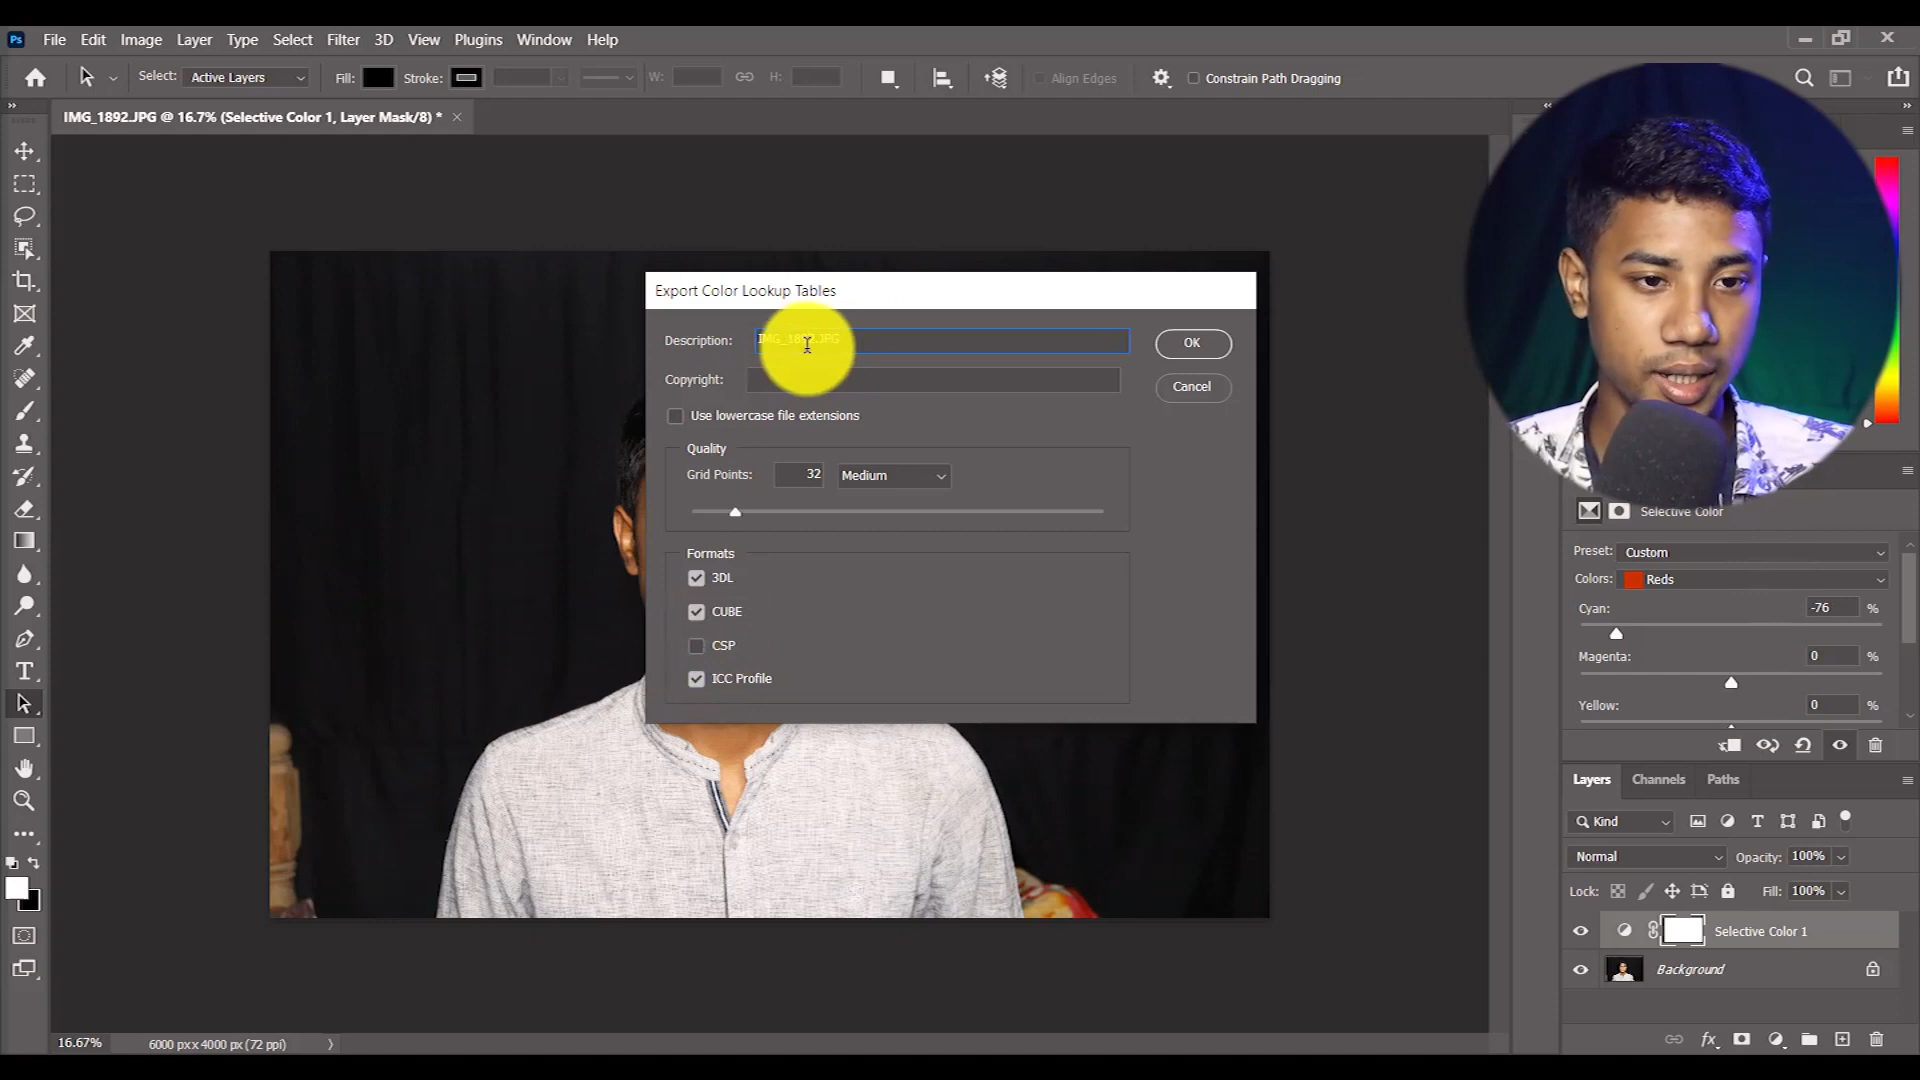 Ps File Edit Image Layer Type Select Filter 3D View Plugins Window Help
Select: Active Layers Fill: Stroke: W: H: Align Edges Constrain Path Dragging
IMG_1892.JPG @ 16.7% (Selective Color 1, Layer Mask/8) *
Export Color Lookup Tables
Description: IMG_1892.JPG
OK
Copyright:
Cancel
Use lowercase file extensions
Quality
Grid Points: 32 Medium
Formats
3DL
CUBE
CSP
ICC Profile
Selective Color
Preset: Custom
Colors: Reds
Cyan: -76 %
Magenta: 0 %
Yellow: 0 %
Layers Channels Paths
Kind
Normal Opacity: 100%
Lock: Fill: 100%
Selective Color 1
Background
16.67% 6000 px x 4000 px (72 ppi)